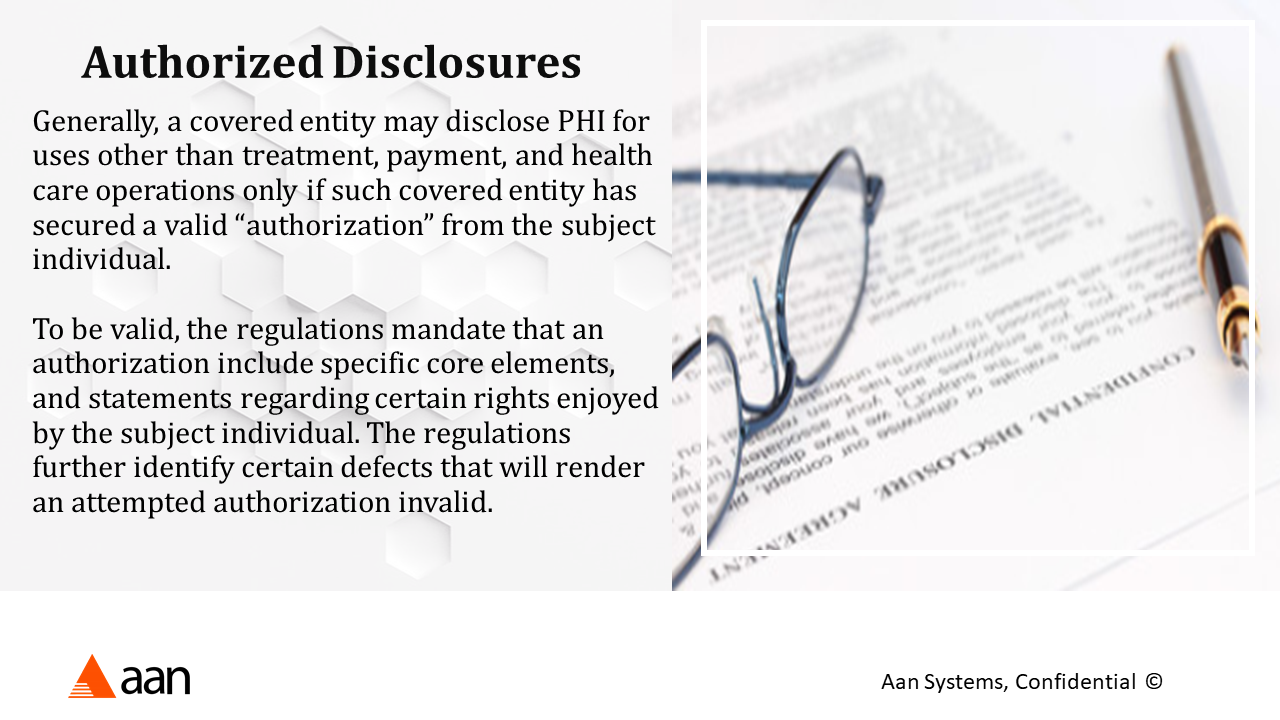 Authorized Disclosures
Generally, a covered entity may disclose PHI for
uses other than treatment, payment, and health
care operations only if such covered entity has
secured a valid “authorization” from the subject
individual.
To be valid, the regulations mandate that an
authorization include specific core elements,
and statements regarding certain rights enjoyed
by the subject individual. The regulations
further identify certain defects that will render
an attempted authorization invalid.
CONFIDENTIAL DISCLOSURE AGREEMENT
aan
Aan Systems, Confidential ©